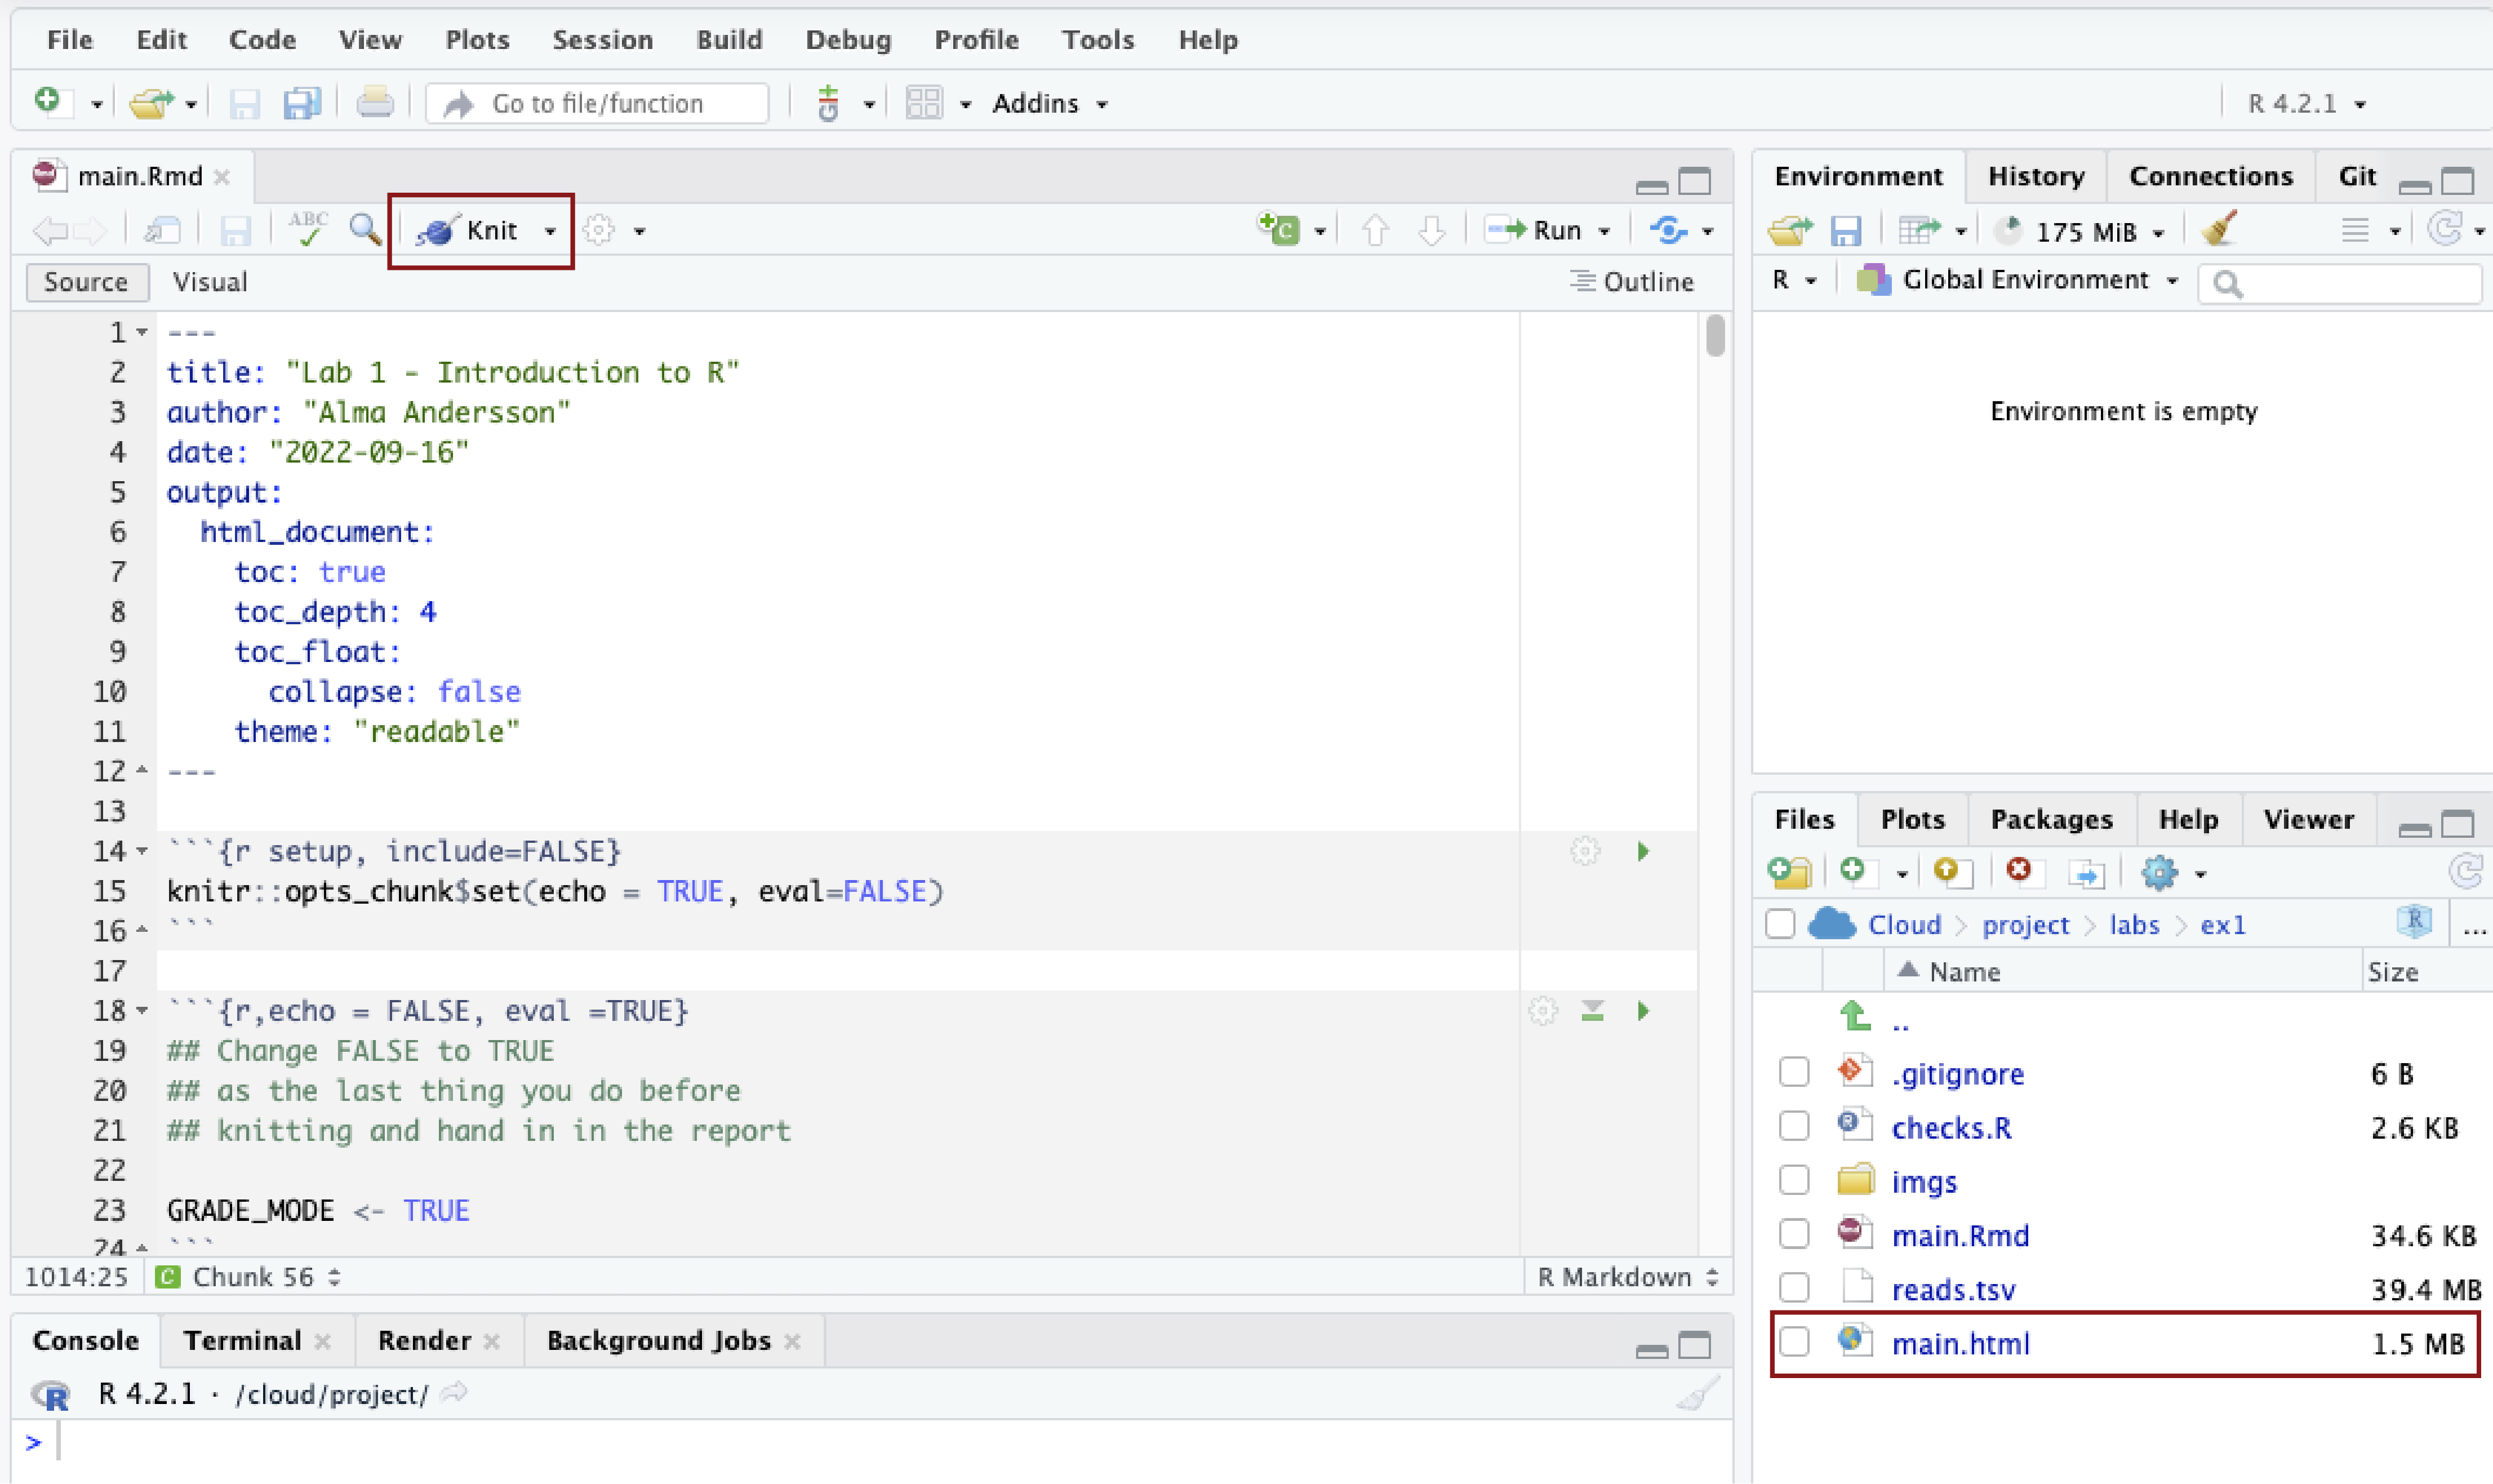 File Edit Code View Plots Session Build Debug Profile Tools Help
Go to file/function Addins R 4.2.1
main.Rmd
ABC Knit Run
Source Visual Outline
1 ---
2 title: "Lab 1 - Introduction to R"
3 author: "Alma Andersson"
4 date: "2022-09-16"
5 output:
6 html_document:
7 toc: true
8 toc_depth: 4
9 toc_float:
10 collapse: false
11 theme: "readable"
12 ---
13
14 ```{r setup, include=FALSE}
15 knitr::opts_chunk$set(echo = TRUE, eval=FALSE)
16 ```
17
18 ```{r,echo = FALSE, eval =TRUE}
19 ## Change FALSE to TRUE
20 ## as the last thing you do before
21 ## knitting and hand in in the report
22
23 GRADE_MODE <- TRUE
24 ```
1014:25 C Chunk 56 R Markdown
Console Terminal Render Background Jobs
R R 4.2.1 · /cloud/project/
>
Environment History Connections Git
175 MiB
R Global Environment
Environment is empty
Files Plots Packages Help Viewer
Cloud > project > labs > ex1 R ...
Name Size
..
.gitignore 6 B
checks.R 2.6 KB
imgs
main.Rmd 34.6 KB
reads.tsv 39.4 MB
main.html 1.5 MB